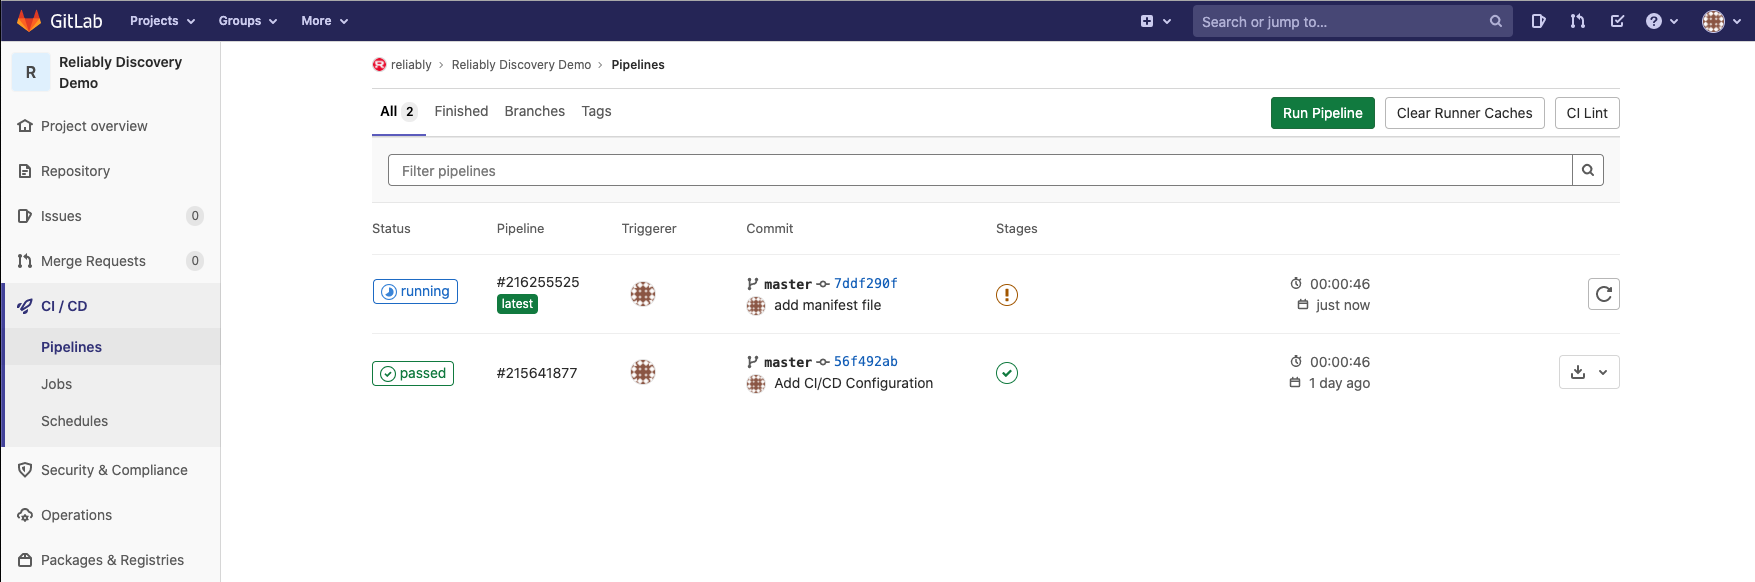 GitLab Projects Groups More Search or jump to...
R Reliably Discovery Demo
Project overview
Repository
Issues 0
Merge Requests 0
CI / CD
Pipelines
Jobs
Schedules
Security & Compliance
Operations
Packages & Registries
reliably › Reliably Discovery Demo › Pipelines
All 2 Finished Branches Tags Run Pipeline Clear Runner Caches CI Lint
Filter pipelines
Status Pipeline Triggerer Commit Stages
running #216255525 latest master 7ddf290f add manifest file 00:00:46 just now
passed #215641877 master 56f492ab Add CI/CD Configuration 00:00:46 1 day ago